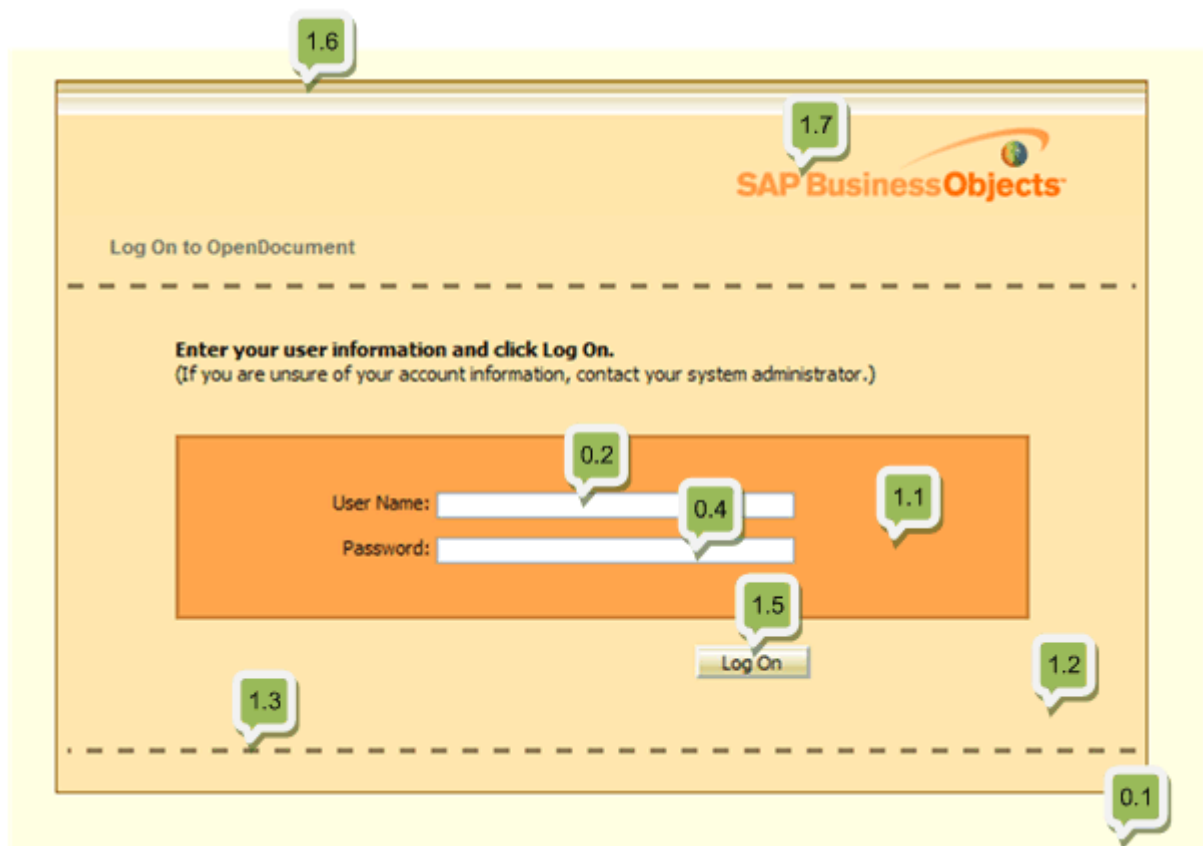 1.6
1.7
SAP BusinessObjects™
Log On to OpenDocument
Enter your user information and click Log On.
(If you are unsure of your account information, contact your system administrator.)
0.2
User Name:
0.4
1.1
Password:
1.5
Log On
1.2
1.3
0.1